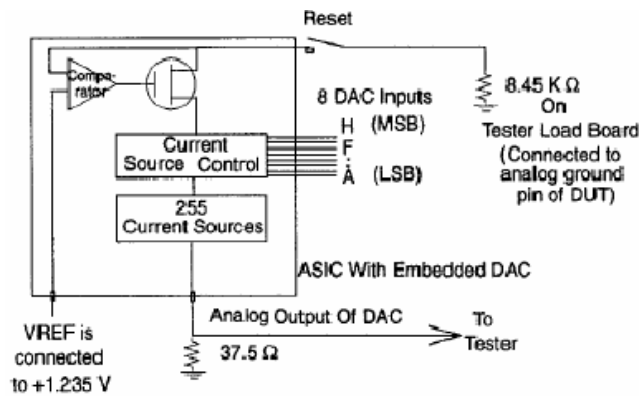 Reset
8.45 K Ω
On
Tester Load Board
(Connected to
analog ground
pin of DUT)
Compa-
rator
8 DAC Inputs
H (MSB)
F
:
A (LSB)
Current
Source Control
255
Current Sources
ASIC With Embedded DAC
Analog Output Of DAC
To
Tester
37.5 Ω
VREF is
connected
to +1.235 V